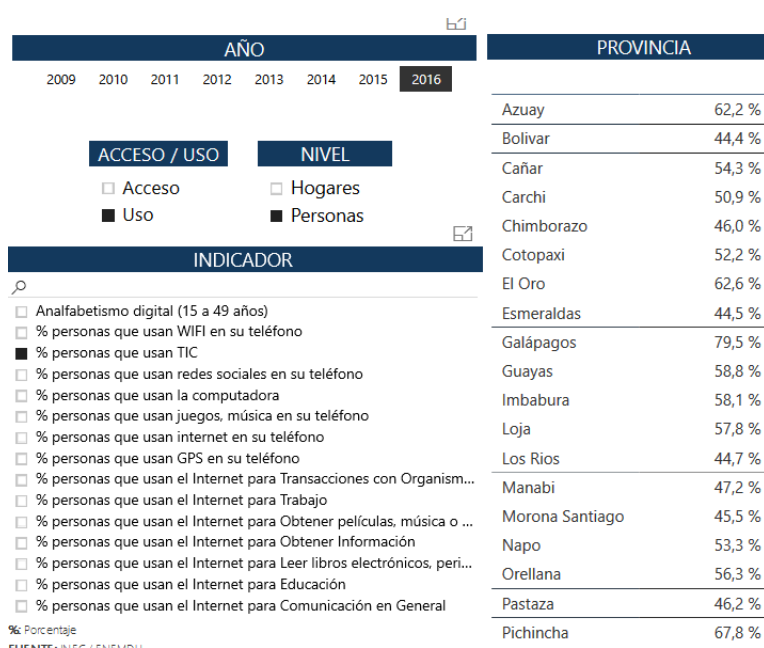 AÑO
2009 2010 2011 2012 2013 2014 2015 2016
ACCESO / USO NIVEL
Acceso Hogares
Uso Personas
INDICADOR
Analfabetismo digital (15 a 49 años)
% personas que usan WIFI en su teléfono
% personas que usan TIC
% personas que usan redes sociales en su teléfono
% personas que usan la computadora
% personas que usan juegos, música en su teléfono
% personas que usan internet en su teléfono
% personas que usan GPS en su teléfono
% personas que usan el Internet para Transacciones con Organism...
% personas que usan el Internet para Trabajo
% personas que usan el Internet para Obtener películas, música o ...
% personas que usan el Internet para Obtener Información
% personas que usan el Internet para Leer libros electrónicos, peri...
% personas que usan el Internet para Educación
% personas que usan el Internet para Comunicación en General
%: Porcentaje
FUENTE: INEC / ENEMDU
PROVINCIA
Azuay 62,2 %
Bolivar 44,4 %
Cañar 54,3 %
Carchi 50,9 %
Chimborazo 46,0 %
Cotopaxi 52,2 %
El Oro 62,6 %
Esmeraldas 44,5 %
Galápagos 79,5 %
Guayas 58,8 %
Imbabura 58,1 %
Loja 57,8 %
Los Rios 44,7 %
Manabi 47,2 %
Morona Santiago 45,5 %
Napo 53,3 %
Orellana 56,3 %
Pastaza 46,2 %
Pichincha 67,8 %